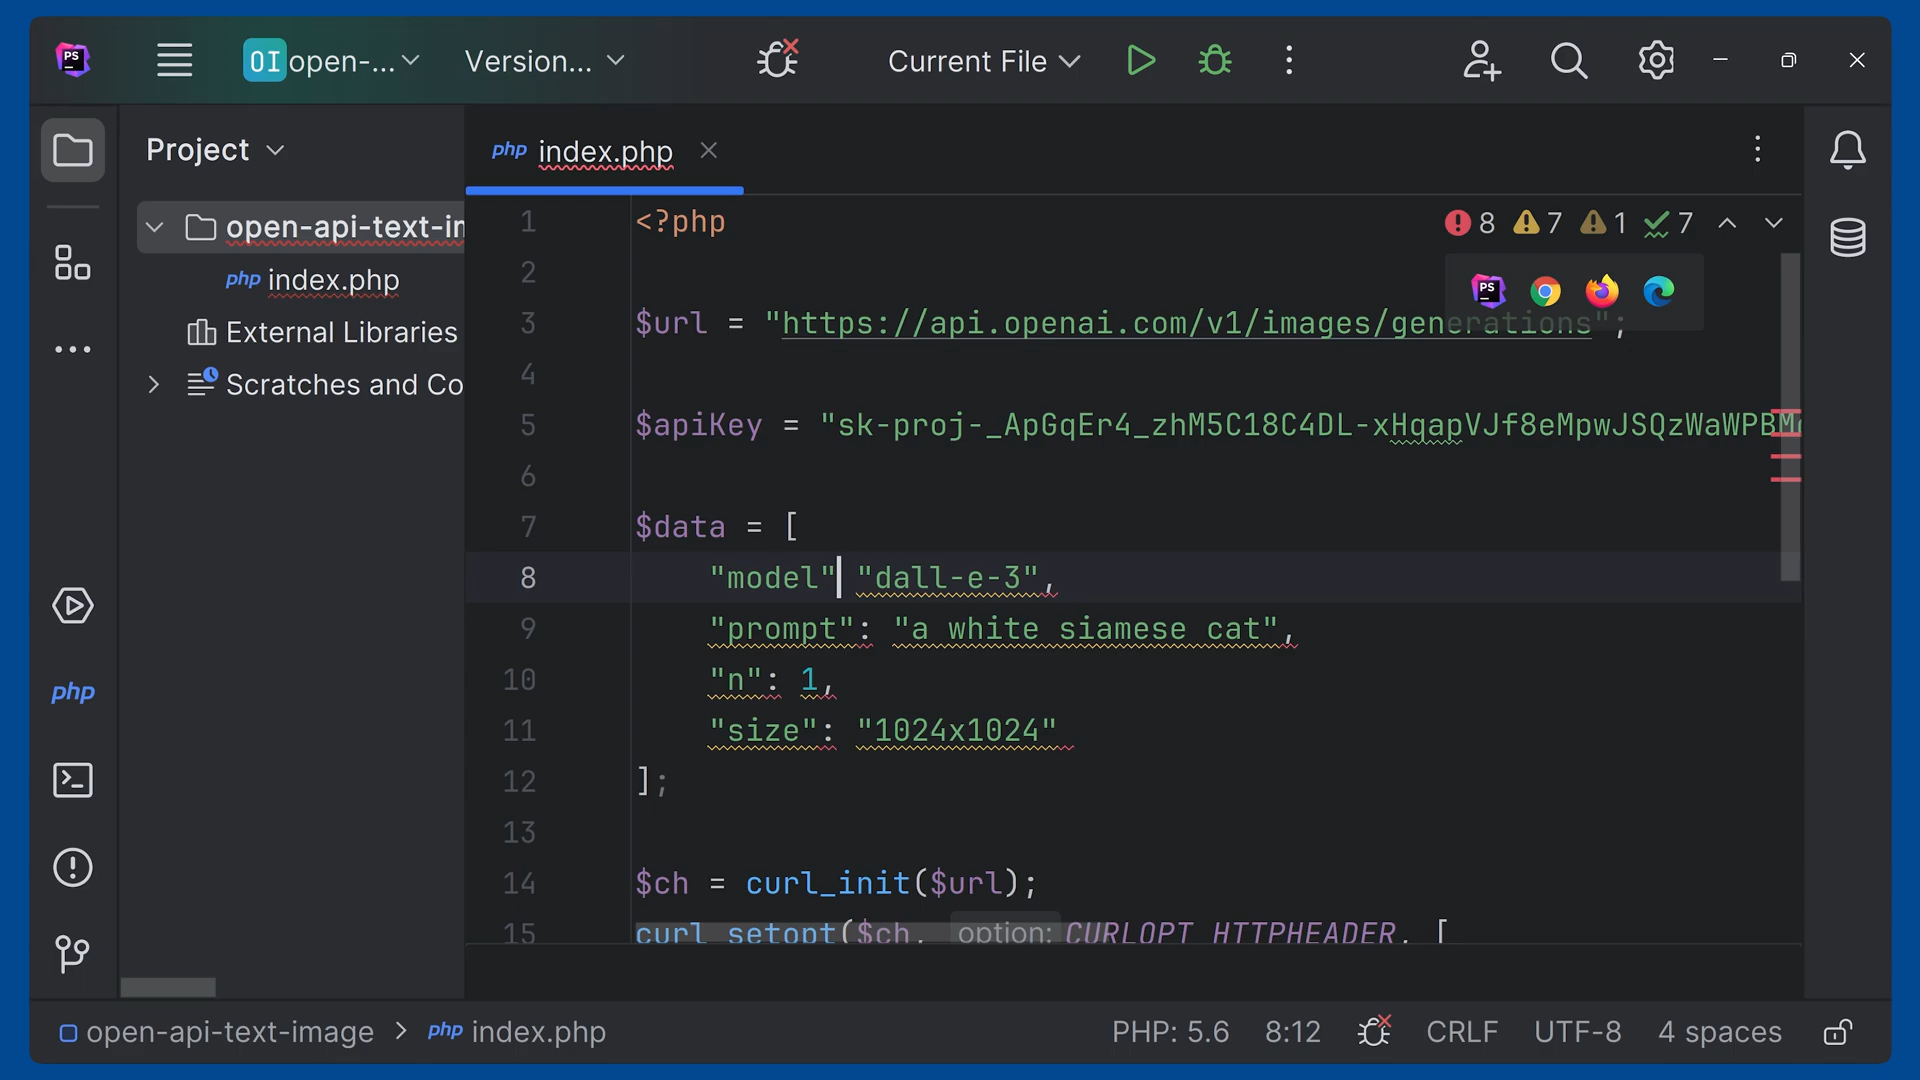 PS
OI open-...
Version...
Current File
Project
php index.php
open-api-text-in
php index.php
External Libraries
Scratches and Co
8 7 1 7
1 <?php
2
3 $url = "https://api.openai.com/v1/images/generations";
4
5 $apiKey = "sk-proj-_ApGqEr4_zhM5C18C4DL-xHqapVJf8eMpwJSQzWaWPBM
6
7 $data = [
8 "model" "dall-e-3",
9 "prompt": "a white siamese cat",
10 "n": 1,
11 "size": "1024x1024"
12 ];
13
14 $ch = curl_init($url);
15 curl_setopt($ch, option: CURLOPT_HTTPHEADER, [
php
open-api-text-image > php index.php
PHP: 5.6 8:12 CRLF UTF-8 4 spaces